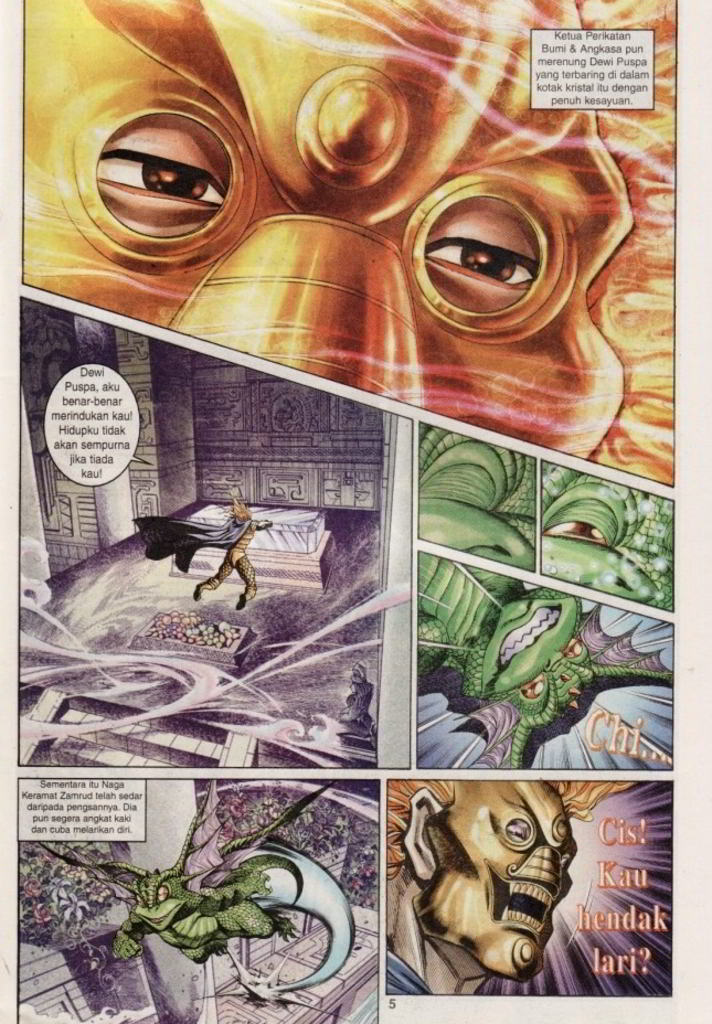 Ketua Perikatan
Bumi & Angkasa pun
merenung Dewi Puspa
yang terbaring di dalam
kotak kristal itu dengan
penuh kesayuan.
Dewi
Puspa, aku
benar-benar
merindukan kau!
Hidupku tidak
akan sempurna
jika tiada
kau!
Chi...
Sementara itu Naga
Keramat Zamrud telah sedar
daripada pengsannya. Dia
pun segera angkat kaki
dan cuba melarikan diri.
Cis!
Kau
hendak
lari?
5